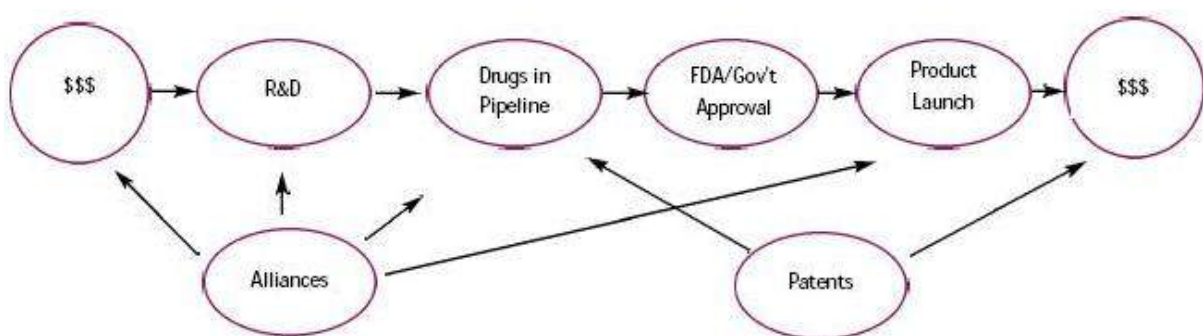 $$$
R&D
Drugs in
Pipeline
FDA/Gov't
Approval
Product
Launch
$$$
Alliances
Patents